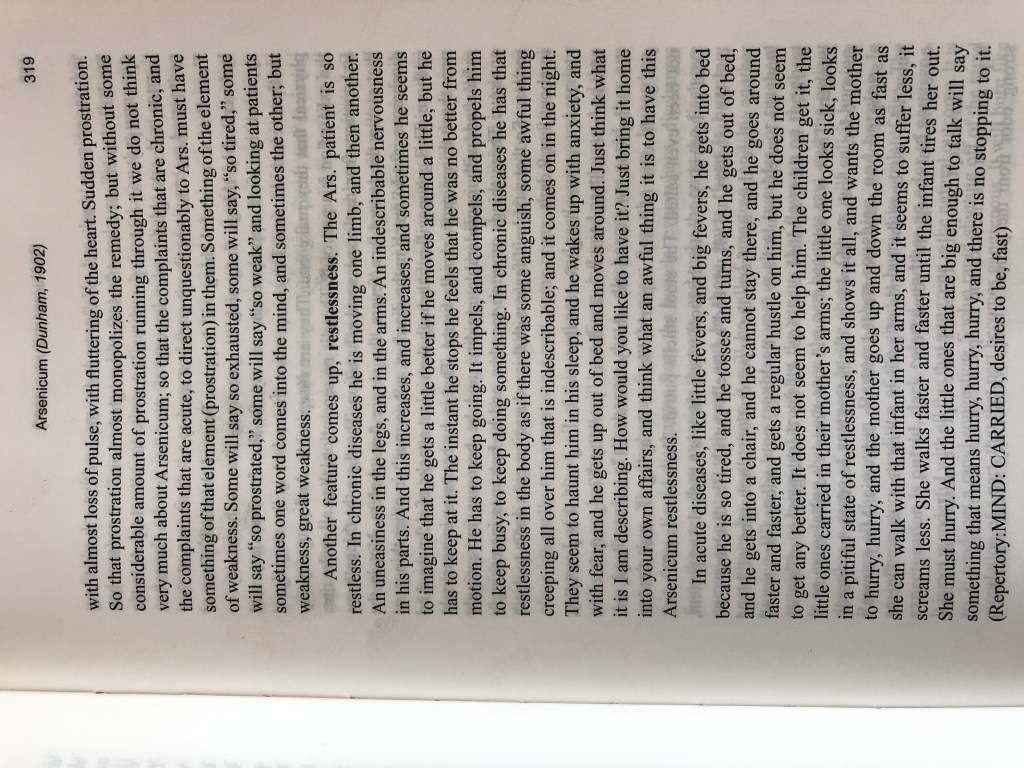 Arsenicum (Dunham, 1902)
319
with almost loss of pulse, with fluttering of the heart. Sudden prostration.
So that prostration almost monopolizes the remedy; but without some
considerable amount of prostration running through it we do not think
very much about Arsenicum; so that the complaints that are chronic, and
the complaints that are acute, to direct unquestionably to Ars. must have
something of that element (prostration) in them. Something of the element
of weakness. Some will say so exhausted, some will say, “so tired,” some
will say “so prostrated,” some will say “so weak” and looking at patients
sometimes one word comes into the mind, and sometimes the other; but
weakness, great weakness.
Another feature comes up, restlessness. The Ars. patient is so
restless. In chronic diseases he is moving one limb, and then another.
An uneasiness in the legs, and in the arms. An indescribable nervousness
in his parts. And this increases, and increases, and sometimes he seems
to imagine that he gets a little better if he moves around a little, but he
has to keep at it. The instant he stops he feels that he was no better from
motion. He has to keep going. It impels, and compels, and propels him
to keep busy, to keep doing something. In chronic diseases he has that
restlessness in the body as if there was some anguish, some awful thing
creeping all over him that is indescribable; and it comes on in the night.
They seem to haunt him in his sleep, and he wakes up with anxiety, and
with fear, and he gets up out of bed and moves around. Just think what
it is I am describing. How would you like to have it? Just bring it home
into your own affairs, and think what an awful thing it is to have this
Arsenicum restlessness.
In acute diseases, like little fevers, and big fevers, he gets into bed
because he is so tired, and he tosses and turns, and he gets out of bed,
and he gets into a chair, and he cannot stay there, and he goes around
faster and faster, and gets a regular hustle on him, but he does not seem
to get any better. It does not seem to help him. The children get it, the
little ones carried in their mother’s arms; the little one looks sick, looks
in a pitiful state of restlessness, and shows it all, and wants the mother
to hurry, hurry, and the mother goes up and down the room as fast as
she can walk with that infant in her arms, and it seems to suffer less, it
screams less. She walks faster and faster until the infant tires her out.
She must hurry. And the little ones that are big enough to talk will say
something that means hurry, hurry, hurry, and there is no stopping to it.
(Repertory:MIND: CARRIED, desires to be, fast)